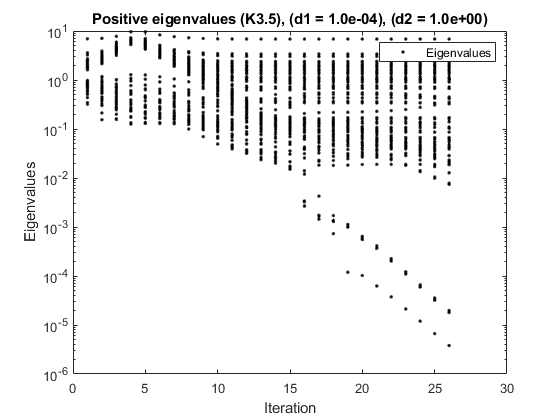 Positive eigenvalues (K3.5), (d1 = 1.0e-04), (d2 = 1.0e+00)
Eigenvalues
10^1
10^0
10^-1
10^-2
10^-3
10^-4
10^-5
10^-6
Eigenvalues
0 5 10 15 20 25 30
Iteration